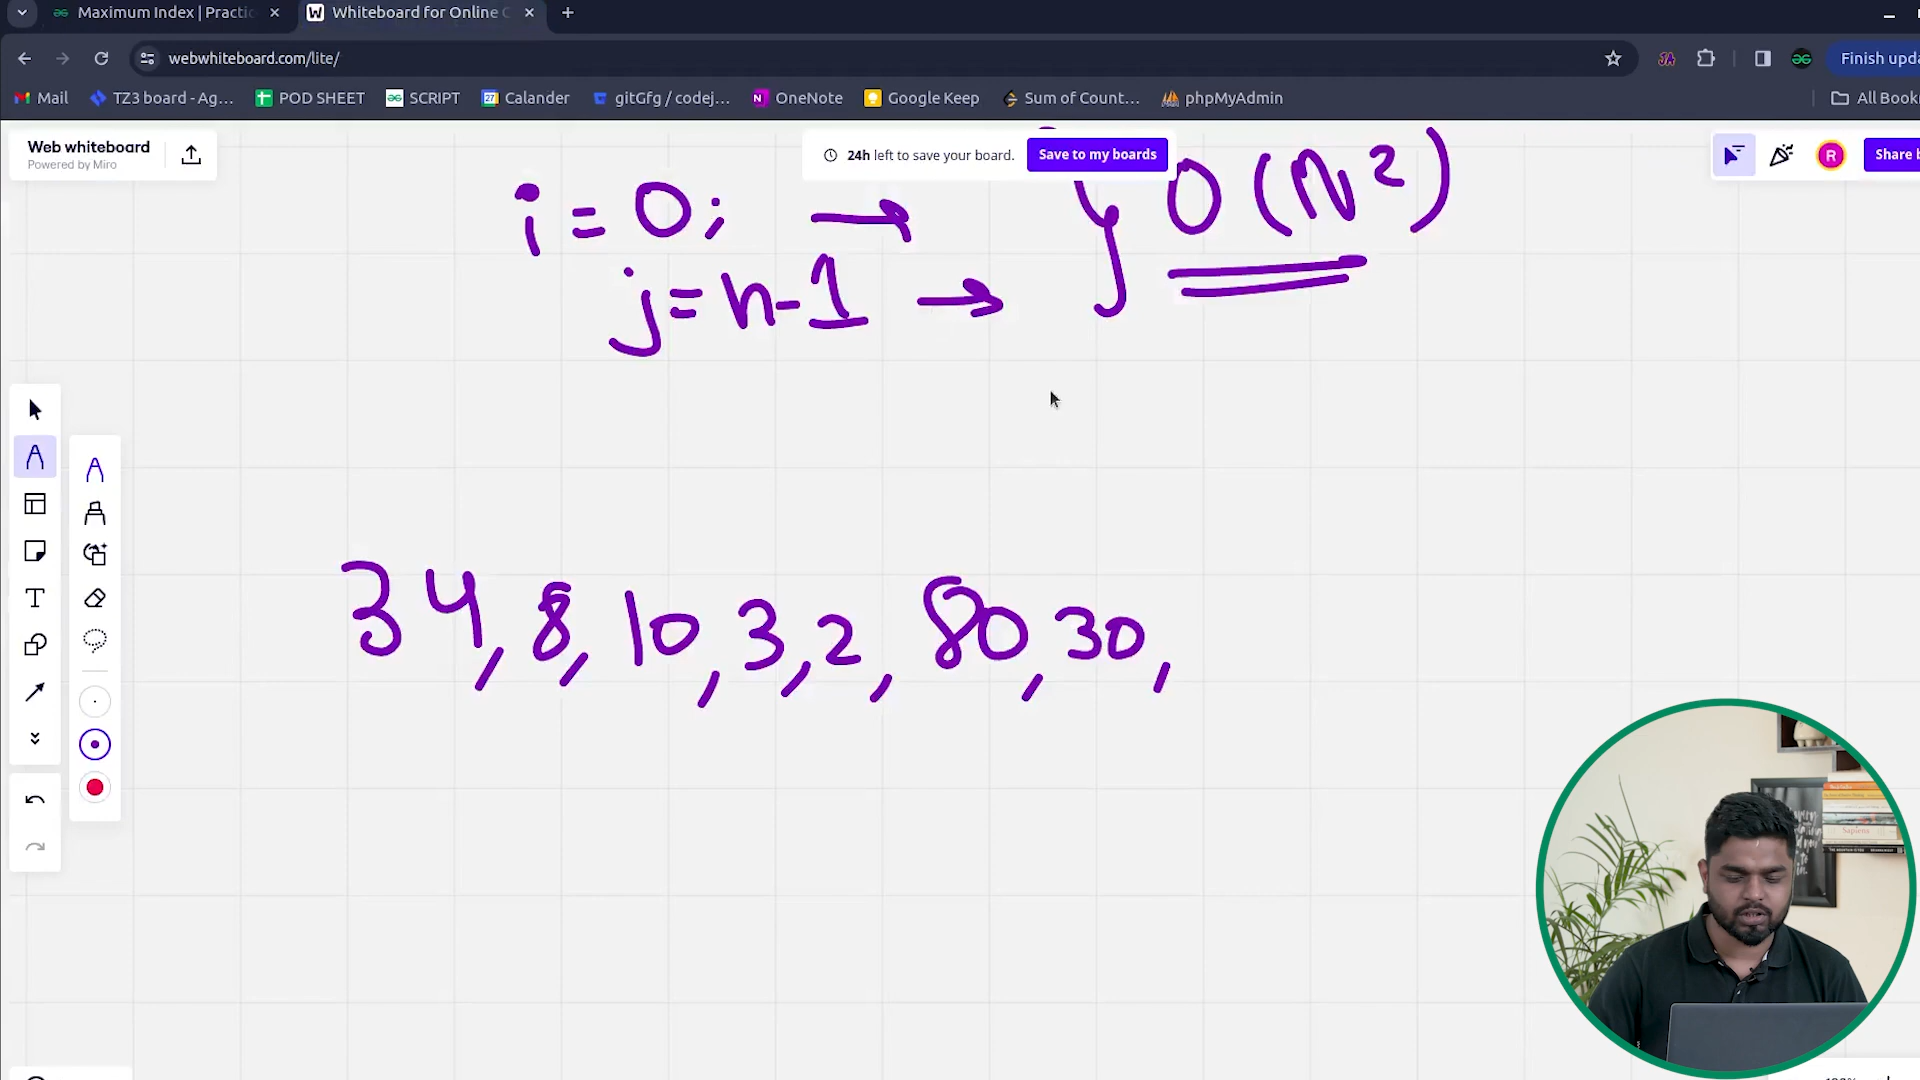 Maximum Index | Practic
Whiteboard for Online C
webwhiteboard.com/lite/
Finish upda
Mail
TZ3 board - Ag...
POD SHEET
SCRIPT
Calander
gitGfg / codej...
OneNote
Google Keep
Sum of Count...
phpMyAdmin
All Book
Web whiteboard
Powered by Miro
24h left to save your board.
Save to my boards
R
Share b
i = 0; → } O(N²)
j = n-1 →
34, 8, 10, 3, 2, 80, 30,
Sapiens